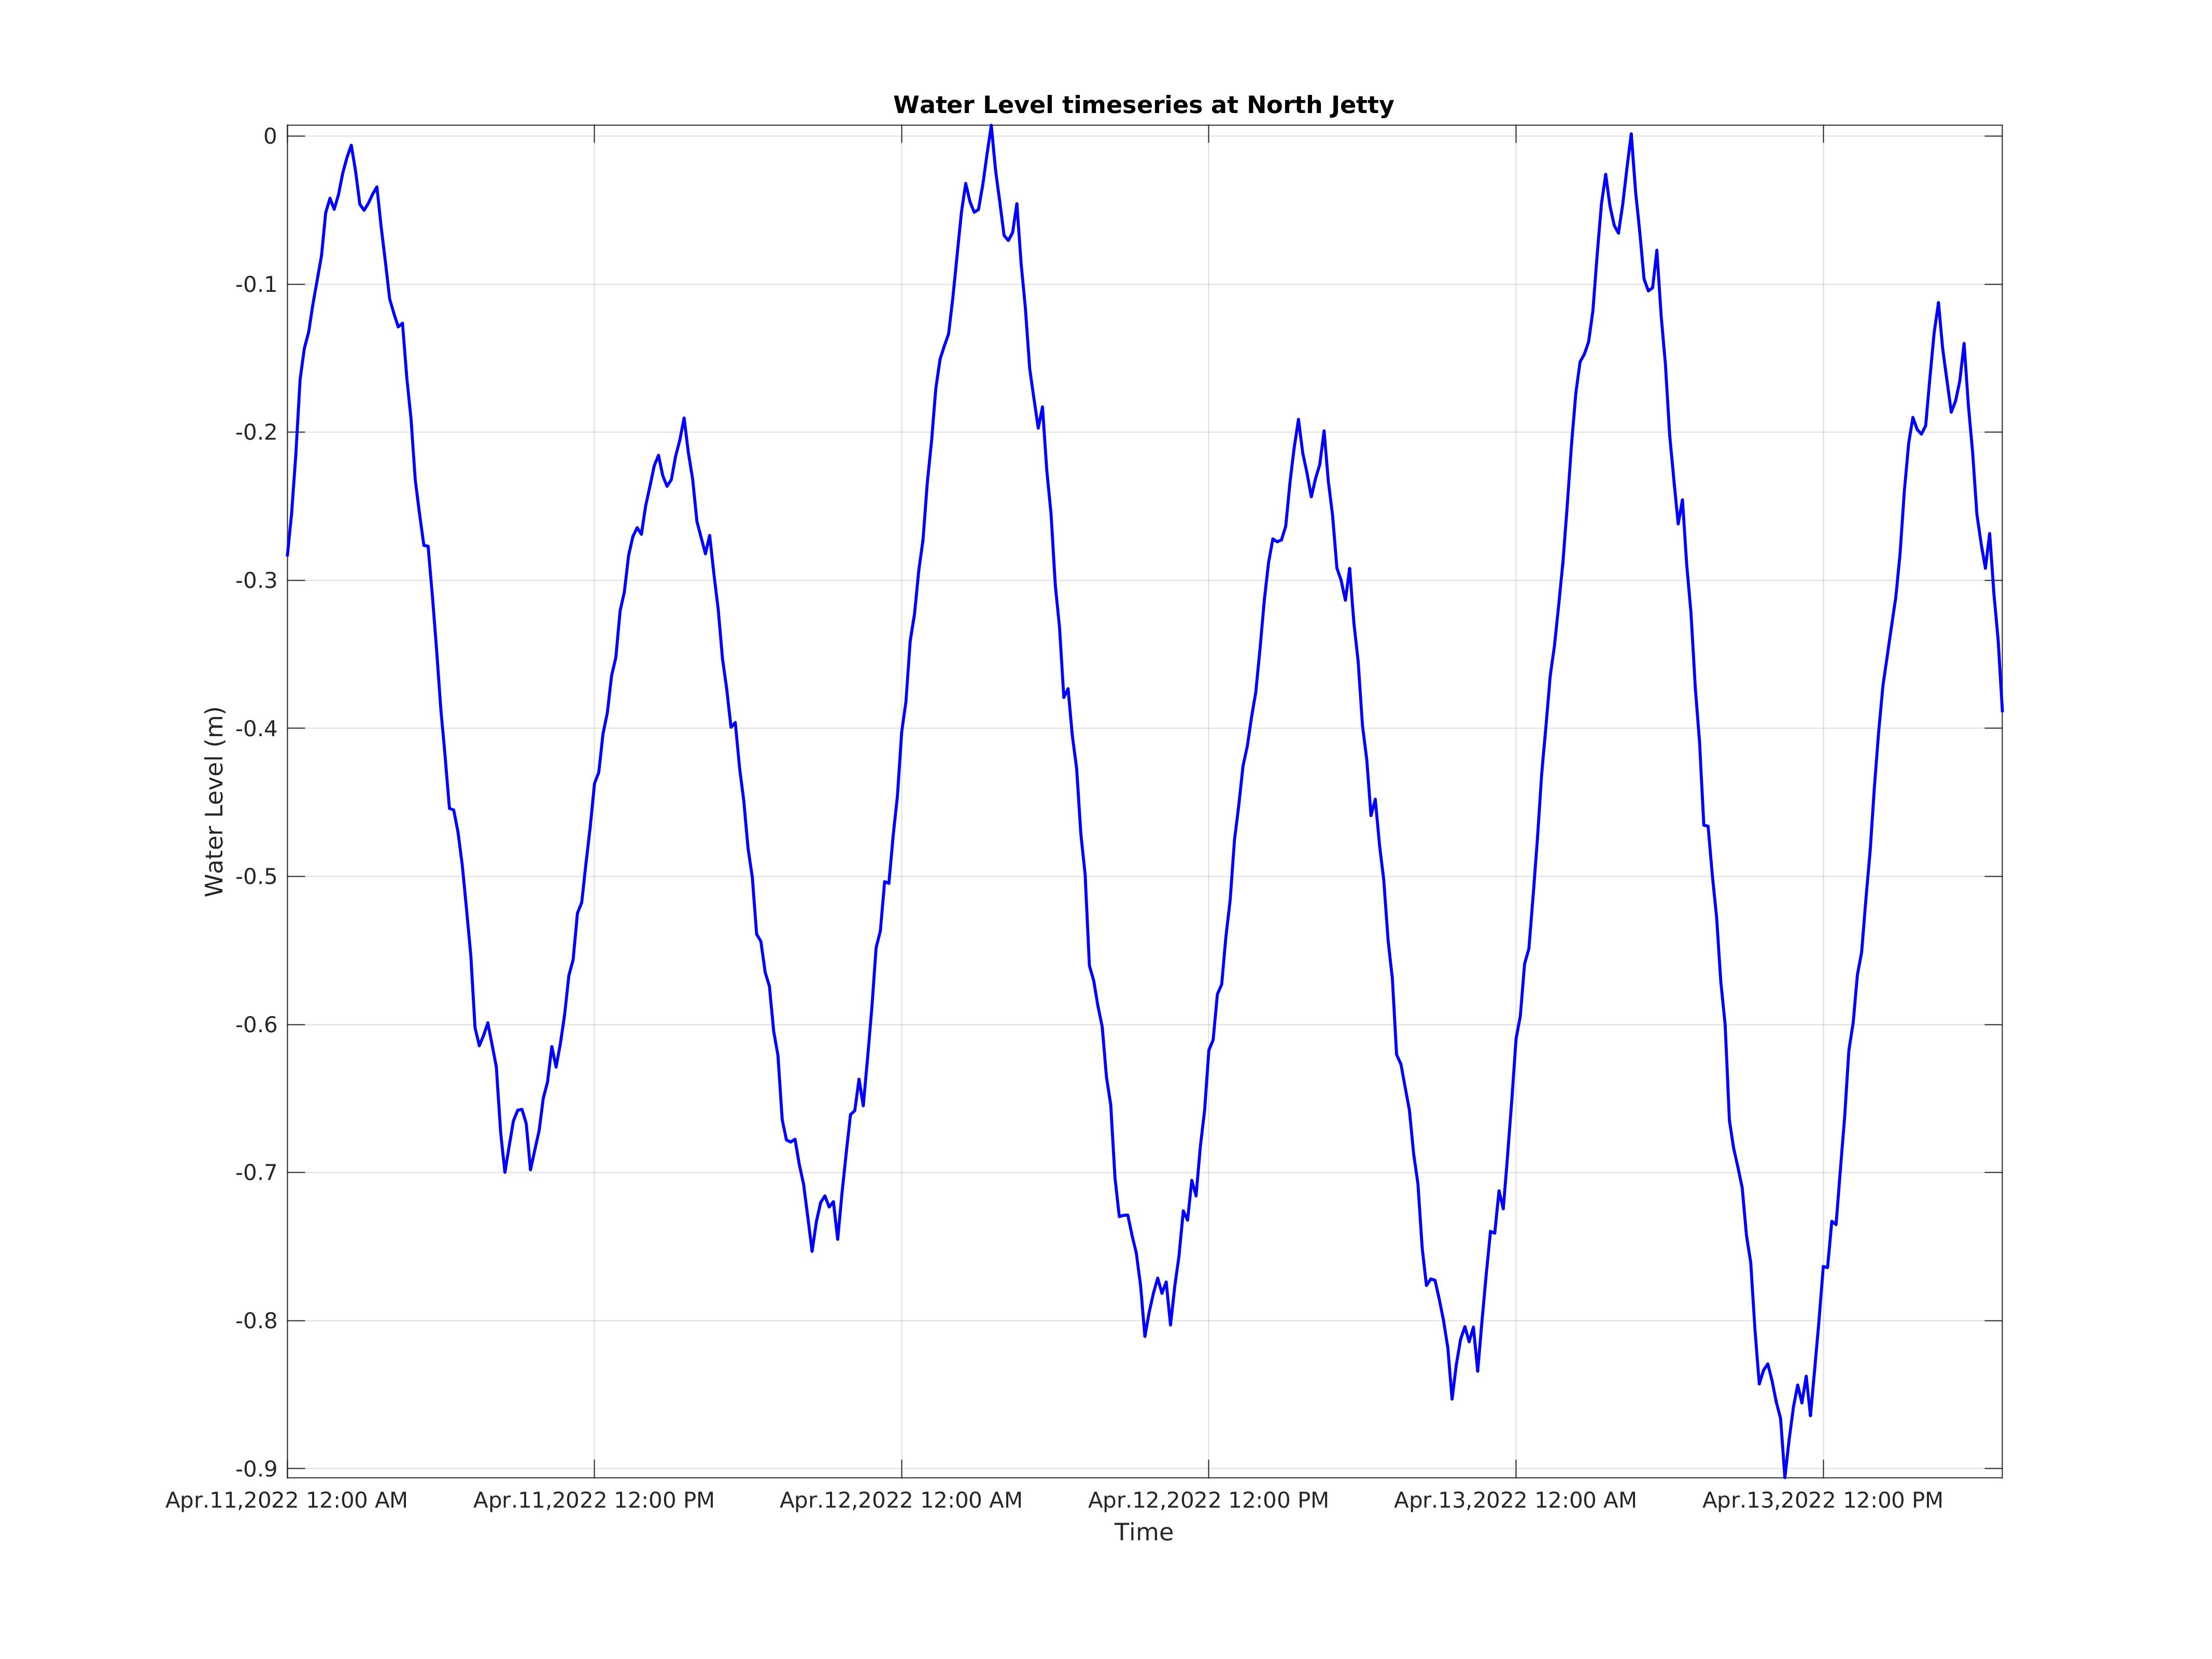 Water Level timeseries at North Jetty
0
-0.1
-0.2
-0.3
-0.4
-0.5
-0.6
-0.7
-0.8
-0.9
Water Level (m)
Apr.11,2022 12:00 AM Apr.11,2022 12:00 PM Apr.12,2022 12:00 AM Apr.12,2022 12:00 PM Apr.13,2022 12:00 AM Apr.13,2022 12:00 PM
Time